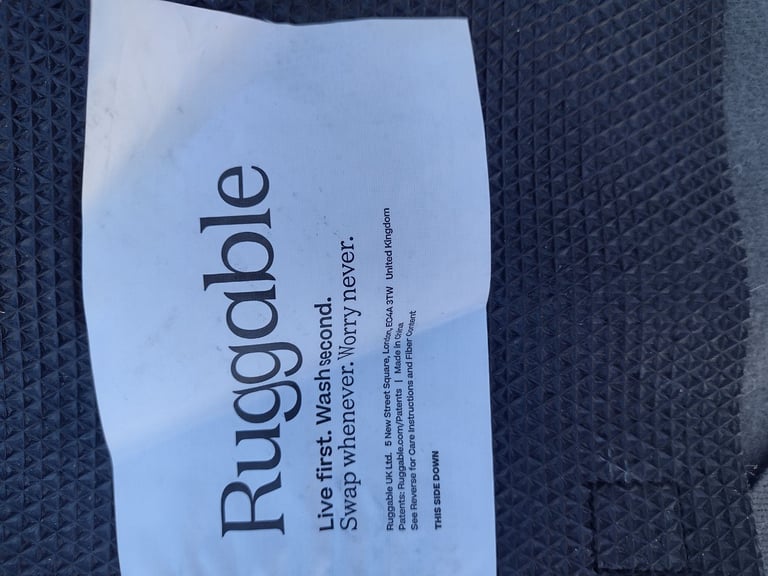 Ruggable
Live first. Wash second.
Swap whenever. Worry never.
Ruggable UK Ltd. 5 New Street Square, London, EC4A 3TW United Kingdom
Patents: Ruggable.com/Patents | Made in China
See Reverse for Care Instructions and Fiber Content
THIS SIDE DOWN